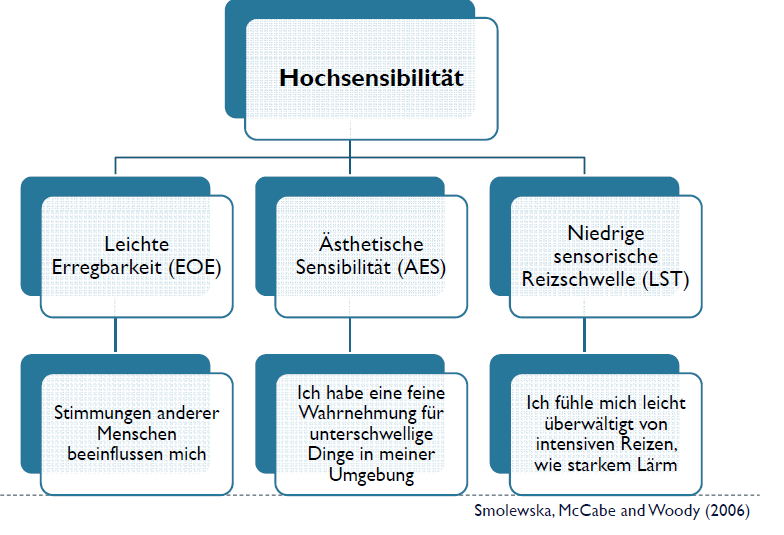 Hochsensibilität
Leichte
Erregbarkeit (EOE)
Ästhetische
Sensibilität (AES)
Niedrige
sensorische
Reizschwelle (LST)
Stimmungen anderer
Menschen
beeinflussen mich
Ich habe eine feine
Wahrnehmung für
unterschwellige
Dinge in meiner
Umgebung
Ich fühle mich leicht
überwältigt von
intensiven Reizen,
wie starkem Lärm
Smolewska, McCabe and Woody (2006)